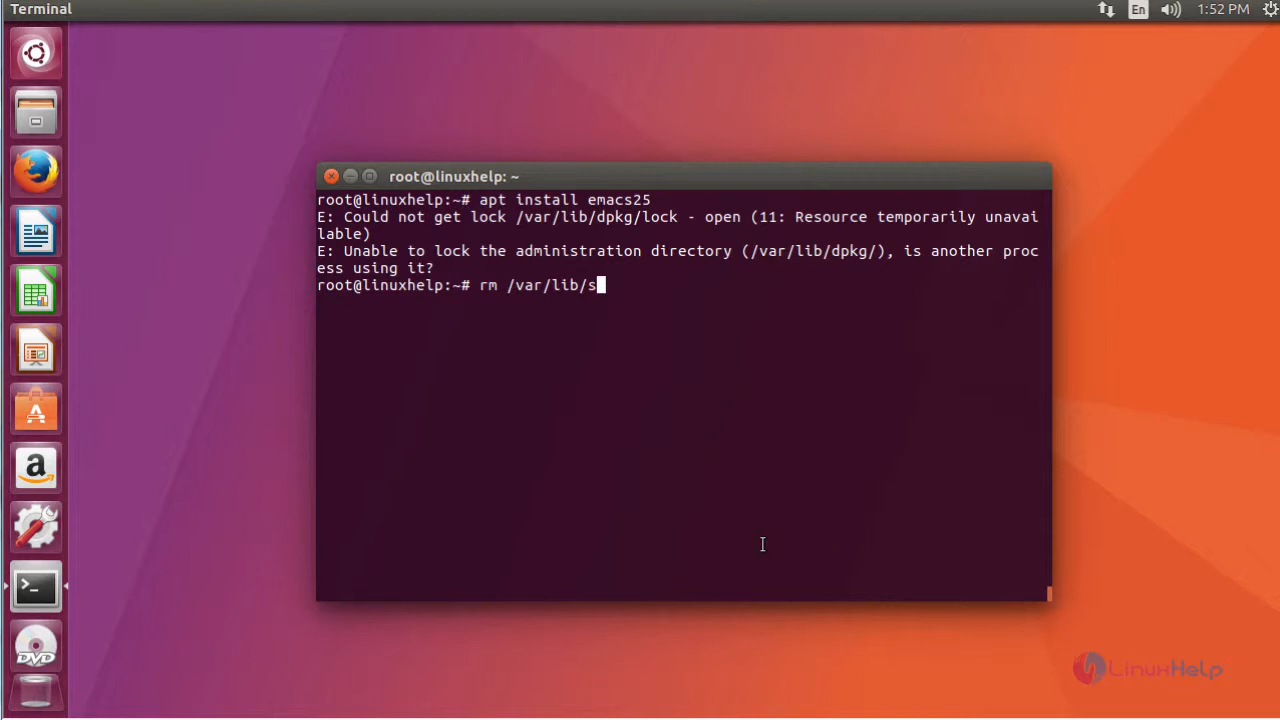 Terminal
En
1:52 PM
root@linuxhelp: ~
root@linuxhelp:~# apt install emacs25
E: Could not get lock /var/lib/dpkg/lock - open (11: Resource temporarily unavai
lable)
E: Unable to lock the administration directory (/var/lib/dpkg/), is another proc
ess using it?
root@linuxhelp:~# rm /var/lib/s
A
a
>_
DVD
LinuxHelp